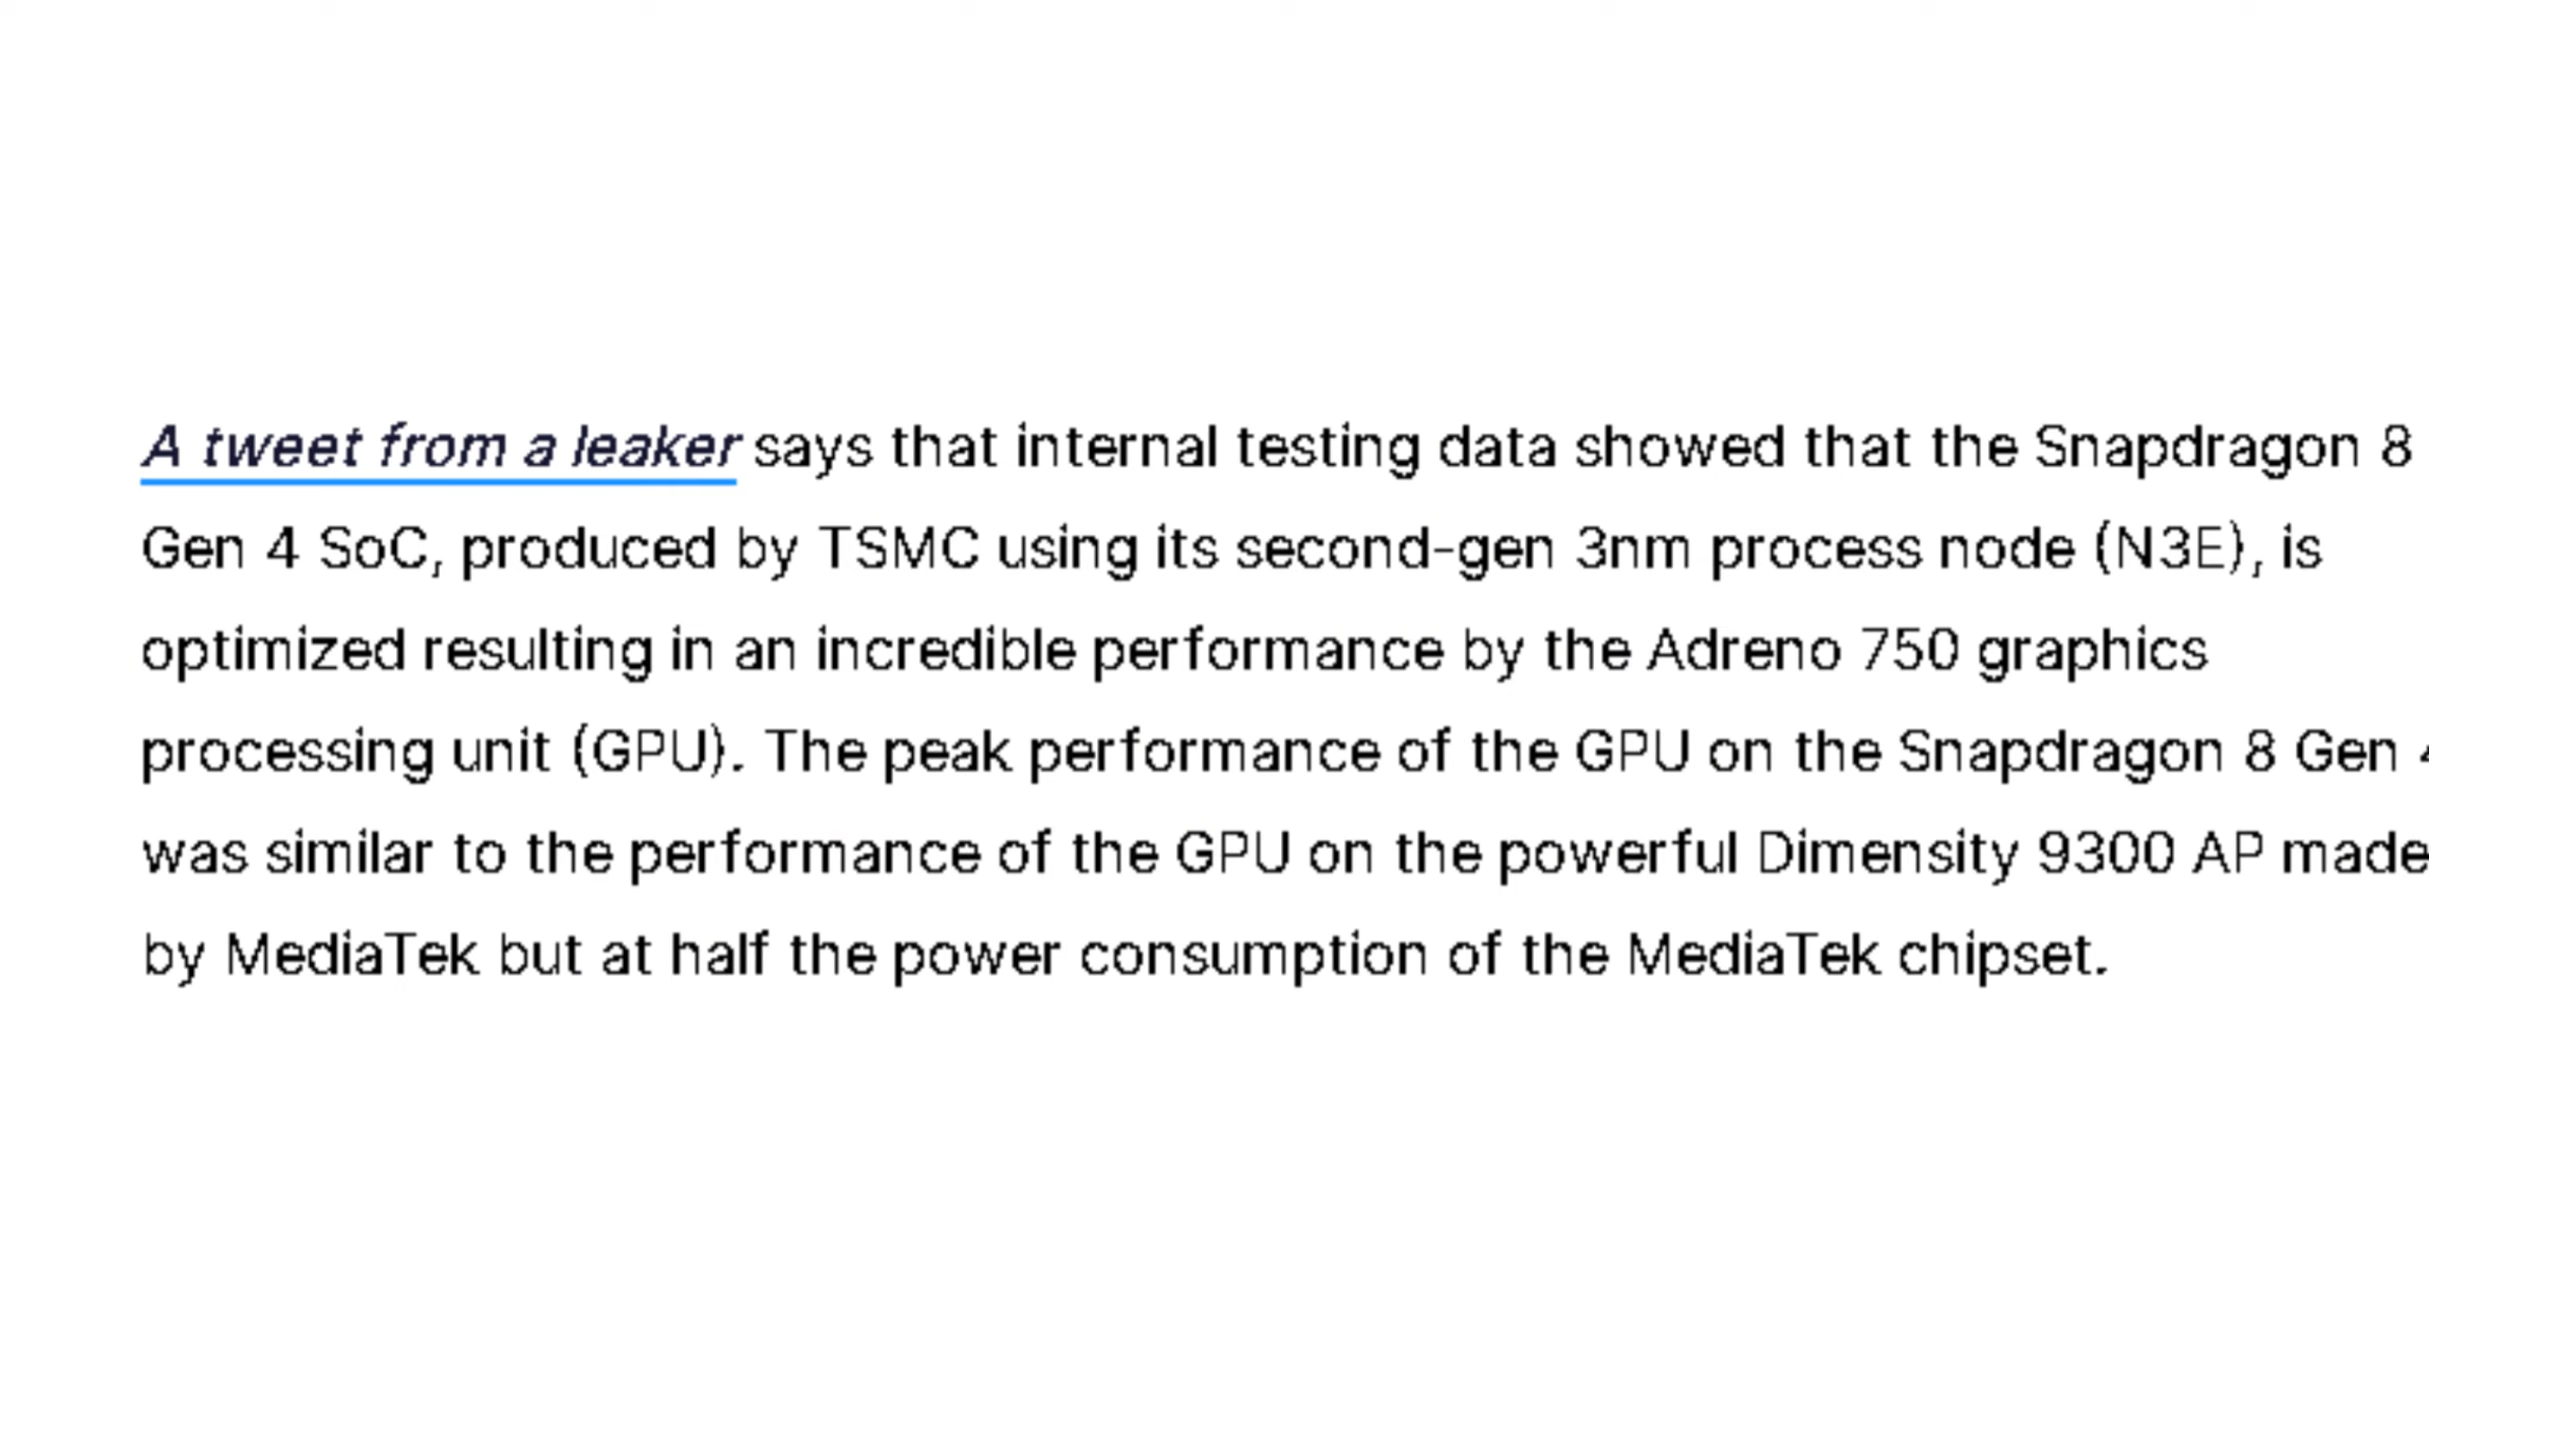 A tweet from a leaker says that internal testing data showed that the Snapdragon 8
Gen 4 SoC, produced by TSMC using its second-gen 3nm process node (N3E), is
optimized resulting in an incredible performance by the Adreno 750 graphics
processing unit (GPU). The peak performance of the GPU on the Snapdragon 8 Gen
was similar to the performance of the GPU on the powerful Dimensity 9300 AP made
by MediaTek but at half the power consumption of the MediaTek chipset.